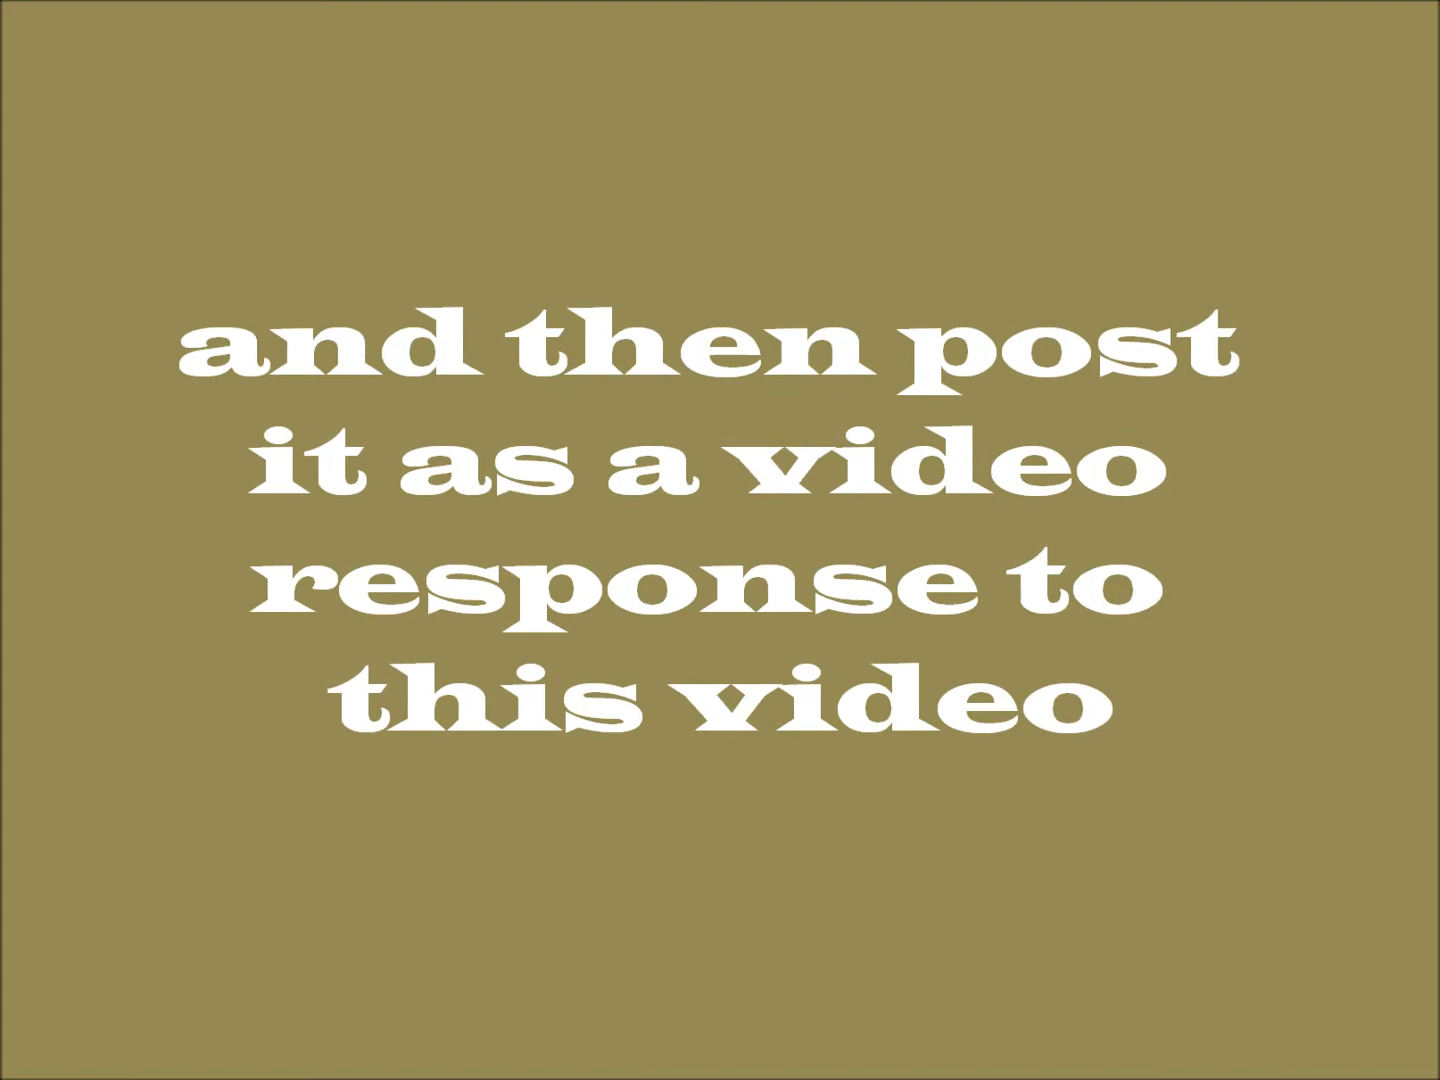 and then post
it as a video
response to
this video